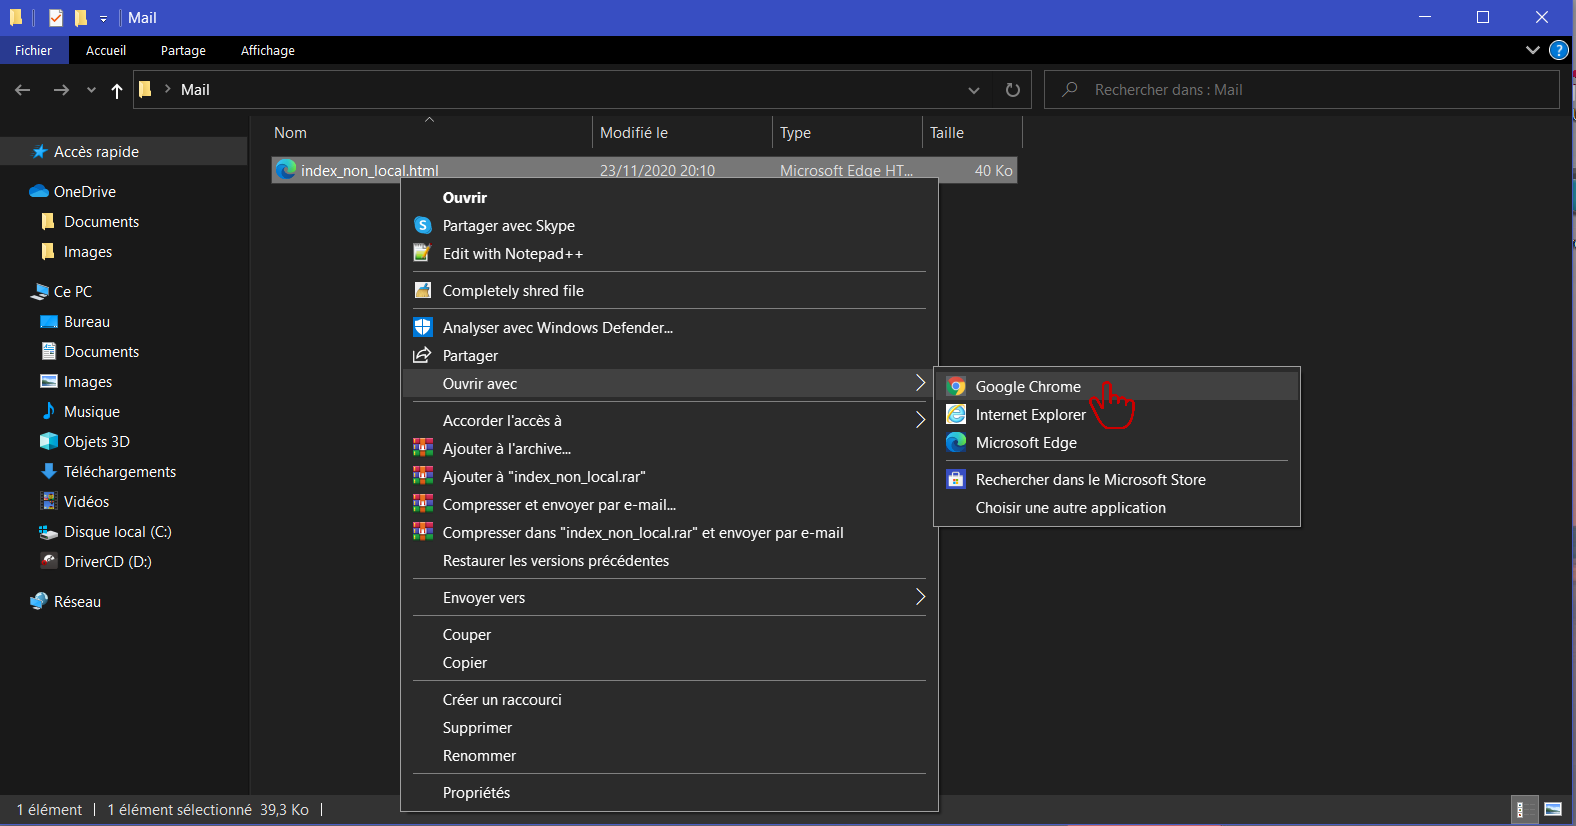 Mail
Fichier Accueil Partage Affichage
Mail
Rechercher dans : Mail
Nom Modifié le Type Taille
index_non_local.html 23/11/2020 20:10 Microsoft Edge HT... 40 Ko
Accès rapide
OneDrive
Documents
Images
Ce PC
Bureau
Documents
Images
Musique
Objets 3D
Téléchargements
Vidéos
Disque local (C:)
DriverCD (D:)
Réseau
Ouvrir
Partager avec Skype
Edit with Notepad++
Completely shred file
Analyser avec Windows Defender...
Partager
Ouvrir avec
Accorder l'accès à
Ajouter à l'archive...
Ajouter à "index_non_local.rar"
Compresser et envoyer par e-mail...
Compresser dans "index_non_local.rar" et envoyer par e-mail
Restaurer les versions précédentes
Envoyer vers
Couper
Copier
Créer un raccourci
Supprimer
Renommer
Propriétés
Google Chrome
Internet Explorer
Microsoft Edge
Rechercher dans le Microsoft Store
Choisir une autre application
1 élément 1 élément sélectionné 39,3 Ko